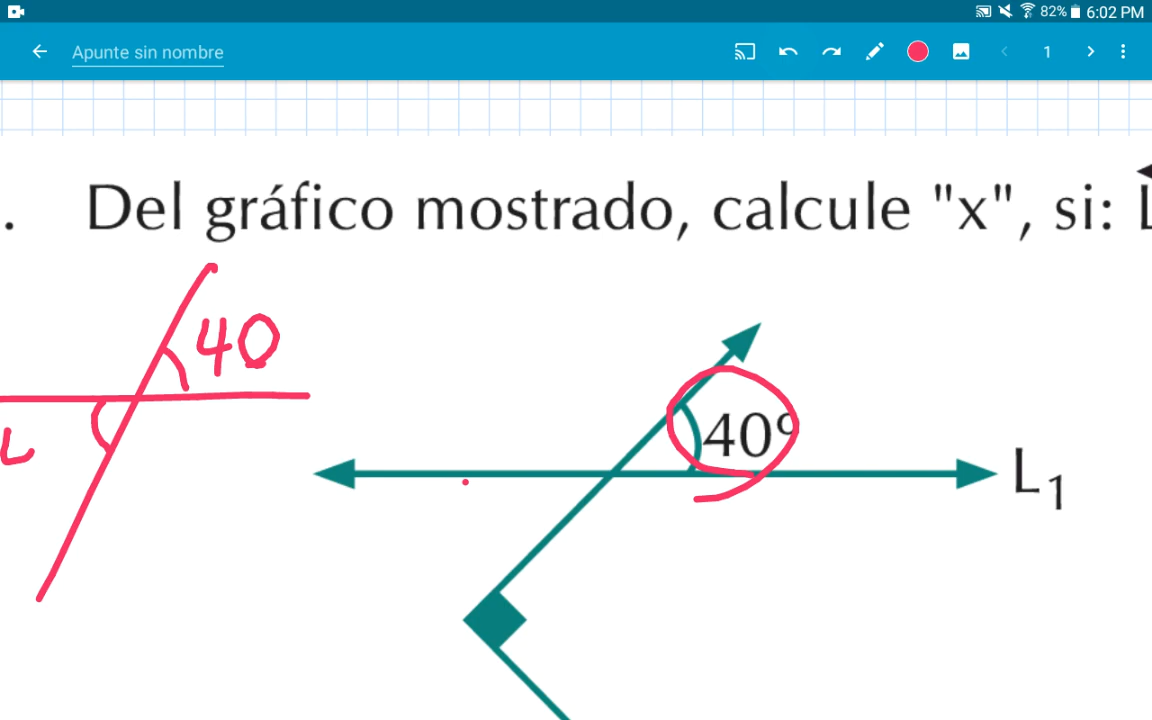 82% 6:02 PM
Apunte sin nombre
1
. Del gráfico mostrado, calcule "x", si: L
40
40°
L1